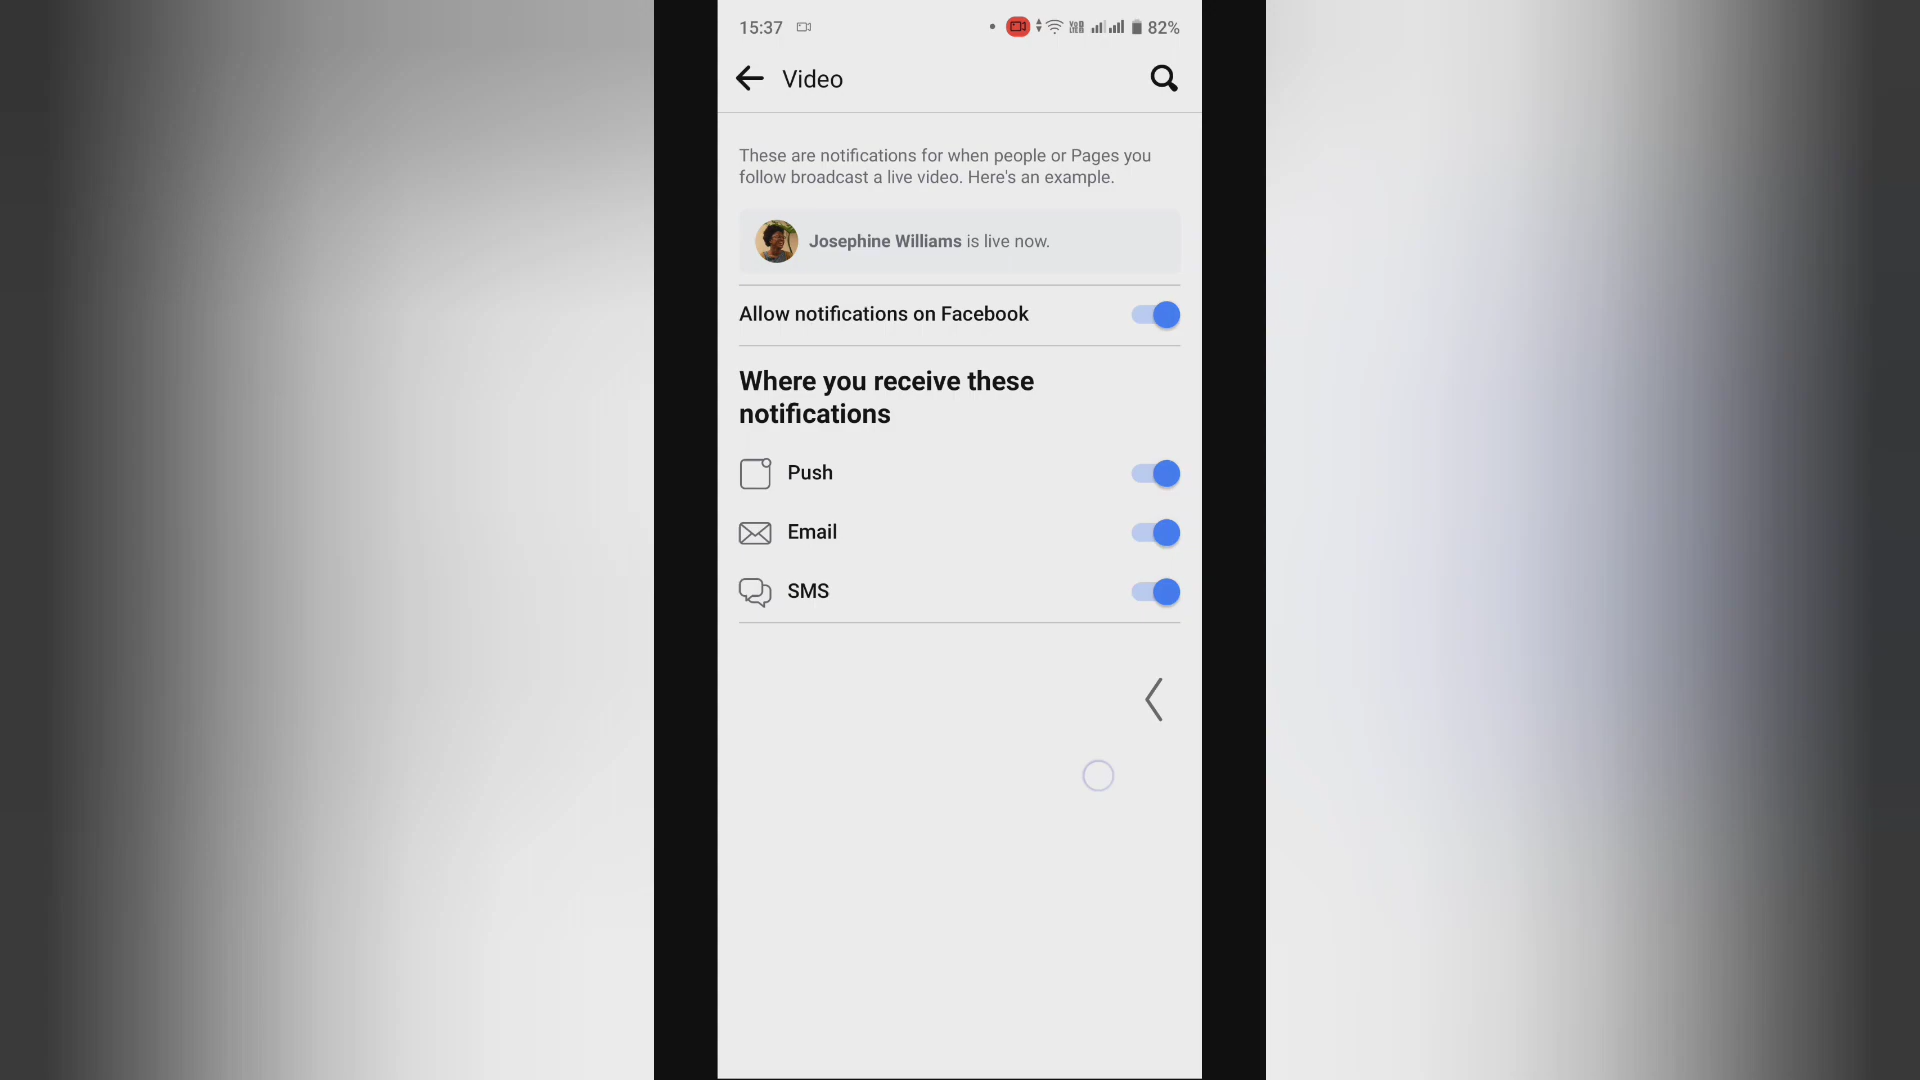 15:37
82%
Video
These are notifications for when people or Pages you
follow broadcast a live video. Here's an example.
Josephine Williams is live now.
Allow notifications on Facebook
Where you receive these
notifications
Push
Email
SMS